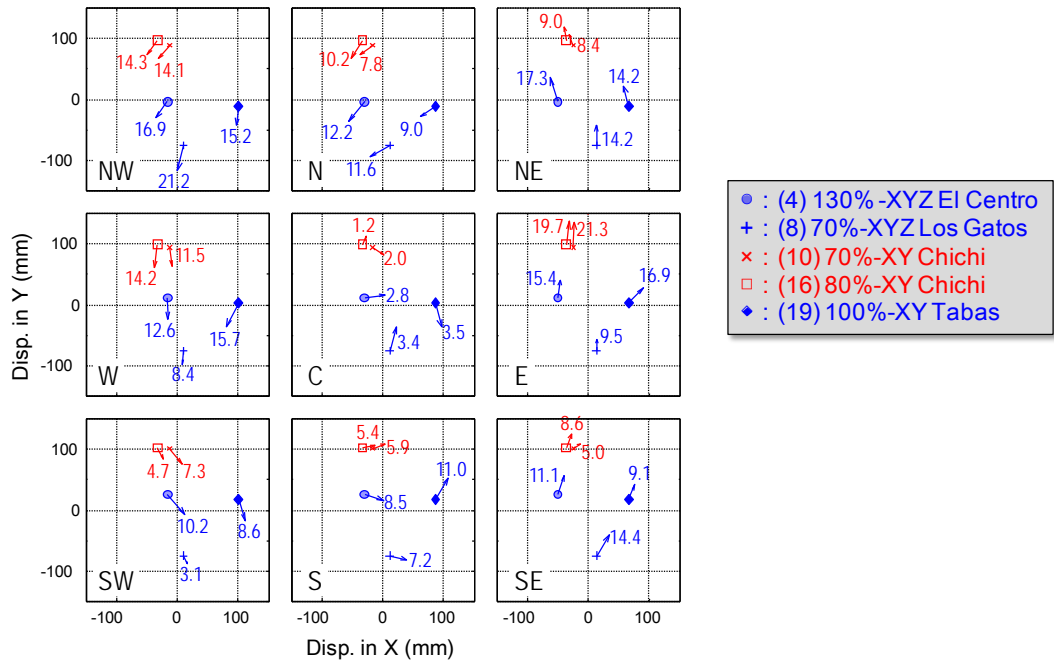 100
0
-100
9.0
8.4
14.3
14.1
10.2
7.8
17.3
14.2
16.9
15.2
12.2
9.0
14.2
21.2
11.6
NW
N
NE
: (4) 130%-XYZ El Centro
: (8) 70%-XYZ Los Gatos
: (10) 70%-XY Chichi
: (16) 80%-XY Chichi
: (19) 100%-XY Tabas
Disp. in Y (mm)
100
0
-100
14.2
11.5
1.2
2.0
19.7
21.3
12.6
15.7
2.8
3.5
15.4
16.9
8.4
3.4
9.5
W
C
E
100
0
-100
4.7
7.3
5.4
5.9
8.6
5.0
10.2
8.6
8.5
11.0
11.1
9.1
3.1
7.2
14.4
SW
S
SE
-100 0 100
-100 0 100
-100 0 100
Disp. in X (mm)